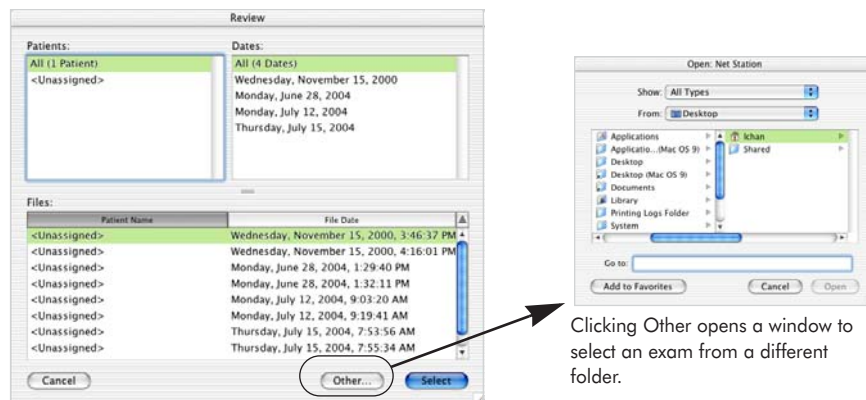 Review
Patients:
All (1 Patient)
<Unassigned>
Dates:
All (4 Dates)
Wednesday, November 15, 2000
Monday, June 28, 2004
Monday, July 12, 2004
Thursday, July 15, 2004
Files:
Patient Name File Date
<Unassigned> Wednesday, November 15, 2000, 3:46:37 PM
<Unassigned> Wednesday, November 15, 2000, 4:16:01 PM
<Unassigned> Monday, June 28, 2004, 1:29:40 PM
<Unassigned> Monday, June 28, 2004, 1:32:11 PM
<Unassigned> Monday, July 12, 2004, 9:03:20 AM
<Unassigned> Monday, July 12, 2004, 9:19:41 AM
<Unassigned> Thursday, July 15, 2004, 7:53:56 AM
<Unassigned> Thursday, July 15, 2004, 7:55:34 AM
Cancel Other... Select
Open: Net Station
Show: All Types
From: Desktop
Applications
Applicatio...(Mac OS 9)
Desktop
Desktop (Mac OS 9)
Documents
Library
Printing Logs Folder
System
lchan
Shared
Go to:
Add to Favorites Cancel Open
Clicking Other opens a window to
select an exam from a different
folder.